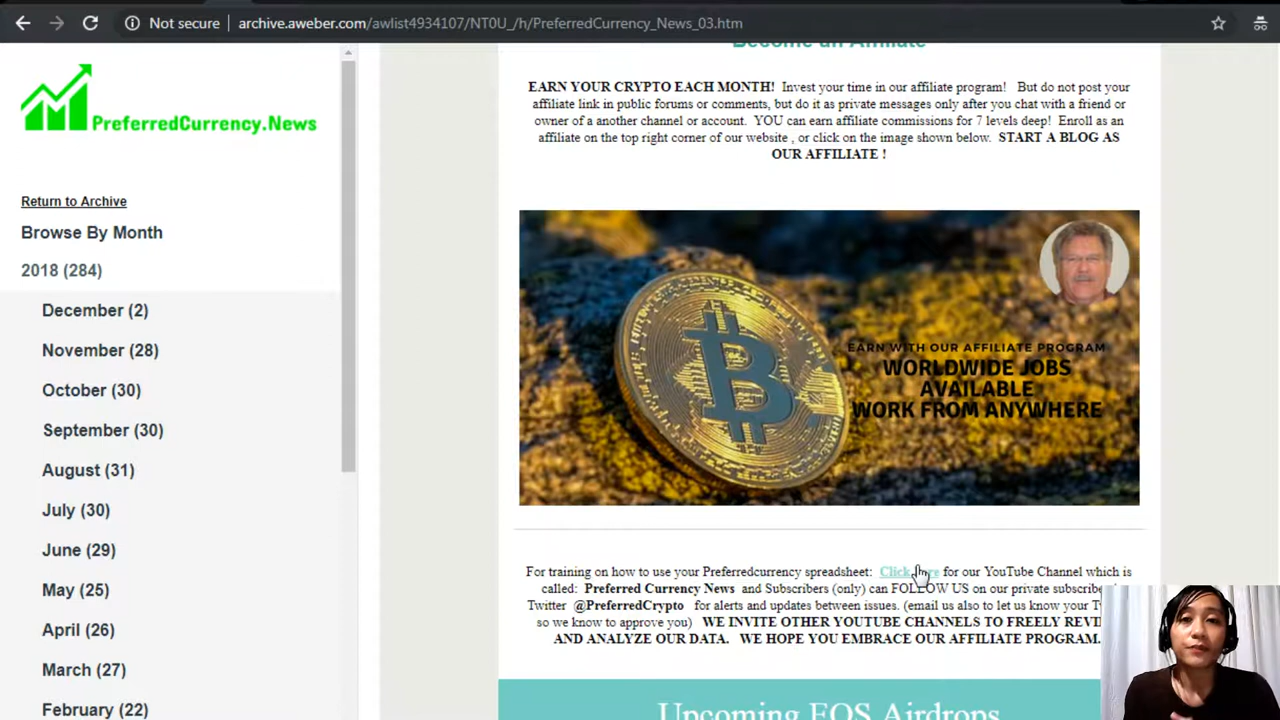 Not secure archive.aweber.com/awlist4934107/NT0U_/h/PreferredCurrency_News_03.htm
PreferredCurrency.News
Return to Archive
Browse By Month
2018 (284)
December (2)
November (28)
October (30)
September (30)
August (31)
July (30)
June (29)
May (25)
April (26)
March (27)
February (22)
Become an Affiliate
EARN YOUR CRYPTO EACH MONTH! Invest your time in our affiliate program! But do not post your
affiliate link in public forums or comments, but do it as private messages only after you chat with a friend or
owner of a another channel or account. YOU can earn affiliate commissions for 7 levels deep! Enroll as an
affiliate on the top right corner of our website , or click on the image shown below. START A BLOG AS
OUR AFFILIATE !
EARN WITH OUR AFFILIATE PROGRAM
WORLDWIDE JOBS
AVAILABLE
WORK FROM ANYWHERE
For training on how to use your Preferredcurrency spreadsheet: Click for our YouTube Channel which is
called: Preferred Currency News and Subscribers (only) can FOLLOW US on our private
Twitter @PreferredCrypto for alerts and updates between issues. (email us also to let us know your
so we know to approve you) WE INVITE OTHER YOUTUBE CHANNELS TO FREELY
AND ANALYZE OUR DATA. WE HOPE YOU EMBRACE OUR AFFILIATE PROGRAM.
Upcoming EOS Airdrops